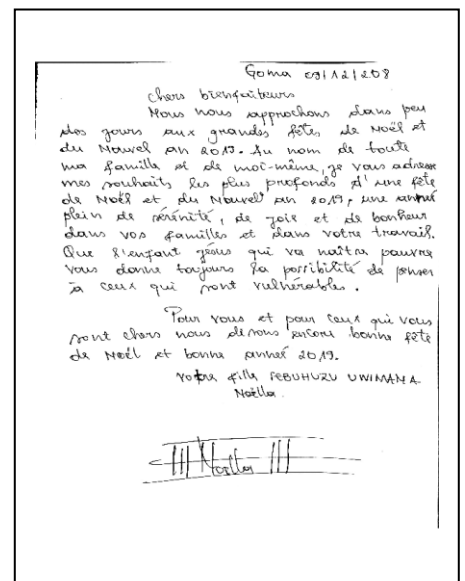 Goma 03/12/208
chers bienfaiteurs
Nous nous approchons dans peu
des jours aux grandes fêtes de Noël et
du Nouvel an 2019. Au nom de toute
ma famille et de moi-même, je vous adresse
mes souhaits les plus profonds d'une fête
de Noël et du Nouvel an 2019, une année
plein de sérénité, de joie et de bonheur
dans vos familles et dans votre travail.
Que l'enfant jésus qui va naître pauvre
vous donne toujours la possibilité de penser
à ceux qui sont vulnérables.
Pour vous et pour ceux qui vous
sont chers nous disons encore bonne fête
de Noël et bonne année 2019.
Votre fille SEBUHUZU UWIMANA
Noëlla.
Noëlla